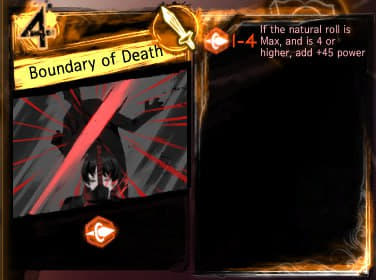 4
Boundary of Death
1-4
If the natural roll is
Max, and is 4 or
higher, add +45 power